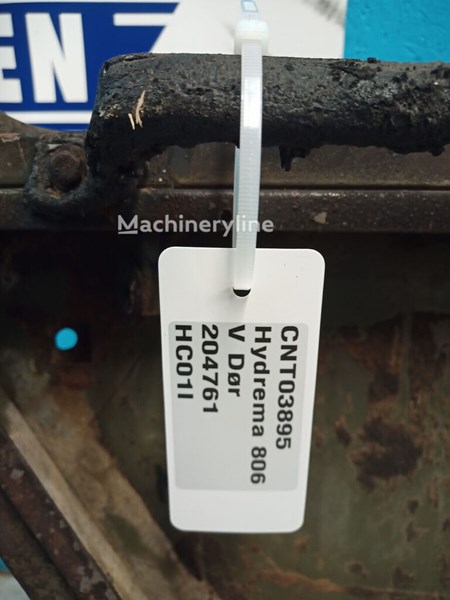 EN
Machineryline
CNT03895
Hydrema 806
V Dør
204761
HC01I